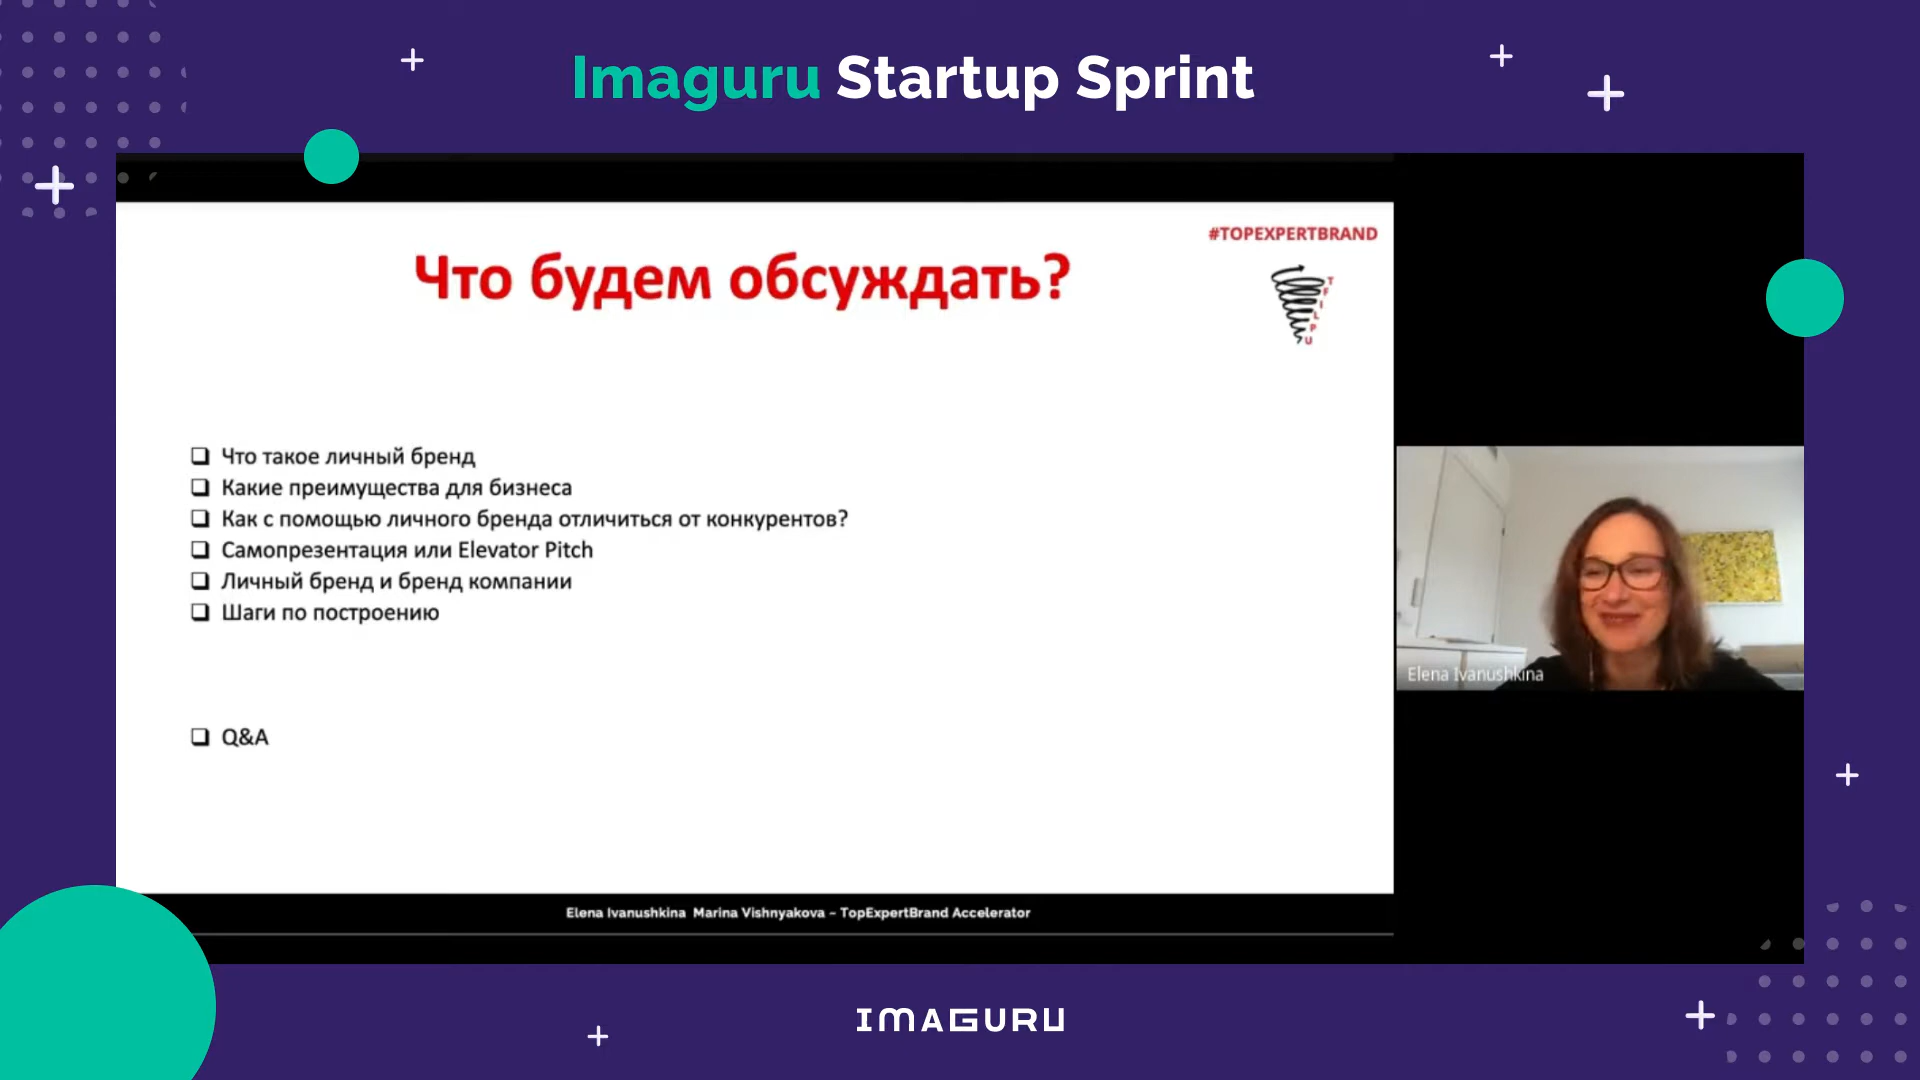 Imaguru Startup Sprint
#TOPEXPERTBRAND
Что будем обсуждать?
T
F
I
L
P
U
❑ Что такое личный бренд
❑ Какие преимущества для бизнеса
❑ Как с помощью личного бренда отличиться от конкурентов?
❑ Самопрезентация или Elevator Pitch
❑ Личный бренд и бренд компании
❑ Шаги по построению
❑ Q&A
Elena Ivanushkina
Elena Ivanushkina Marina Vishnyakova – TopExpertBrand Accelerator
IMAGURU